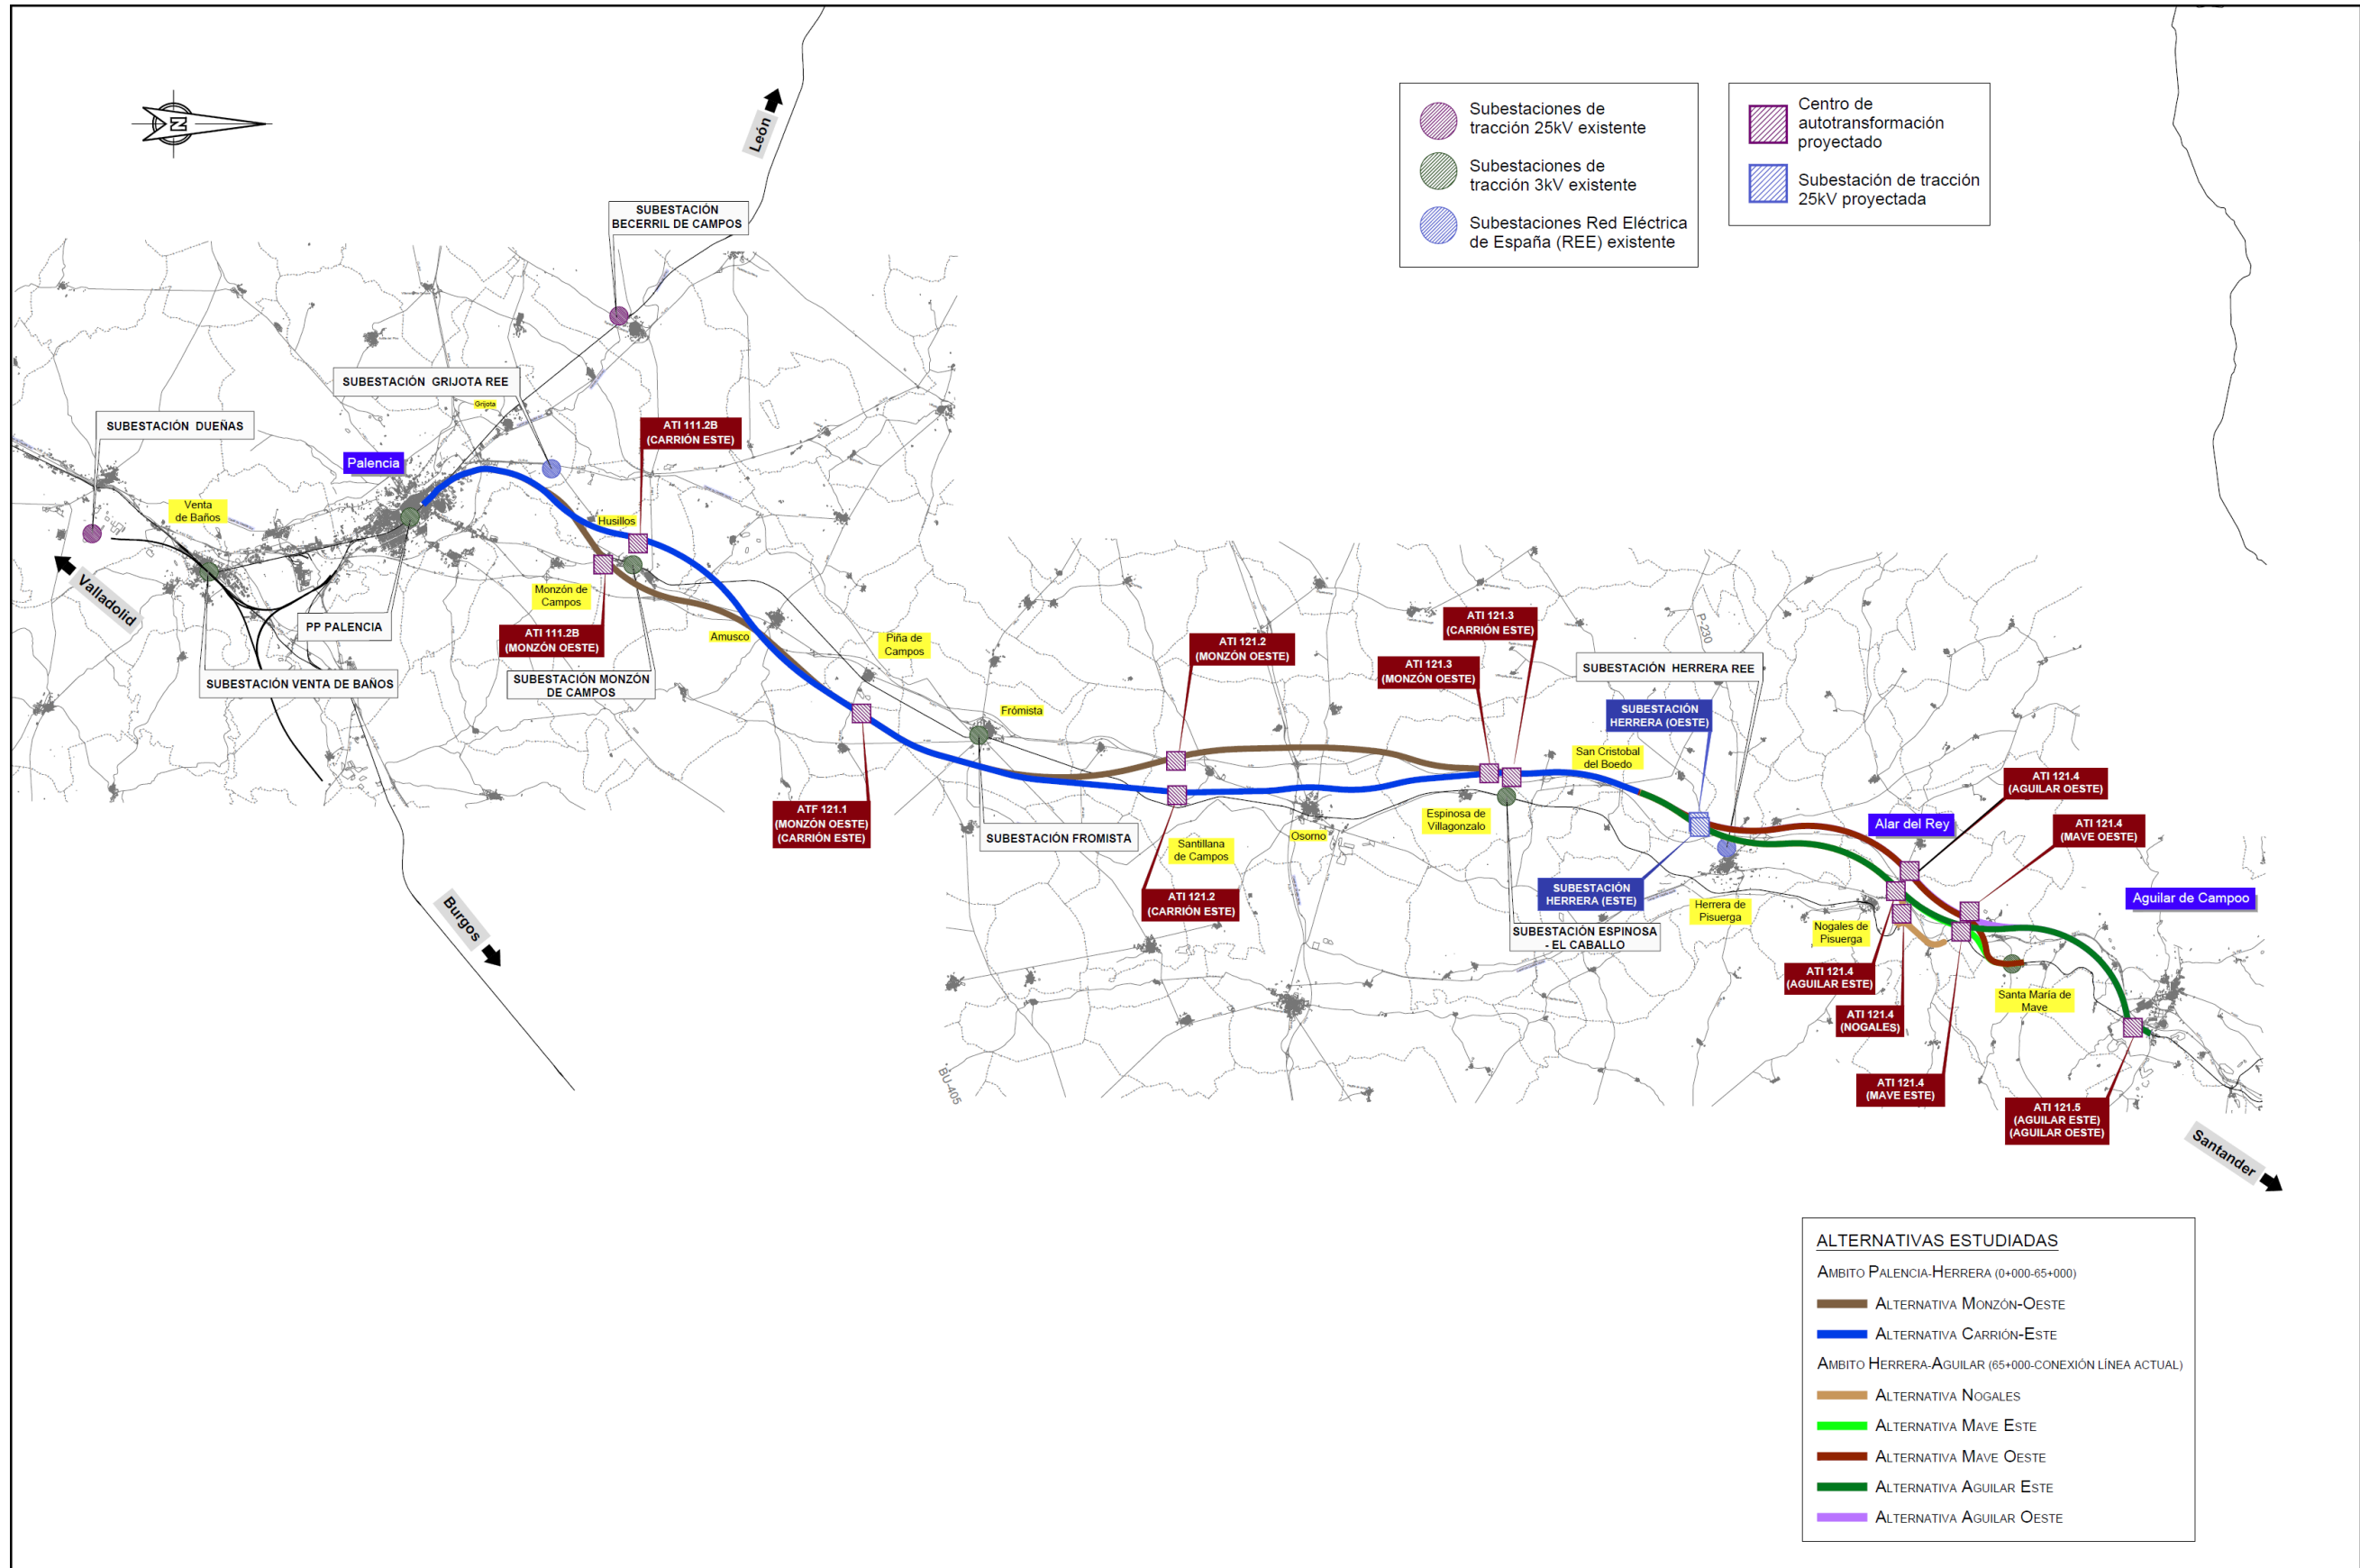 N
León
Subestaciones de
tracción 25kV existente
Subestaciones de
tracción 3kV existente
Subestaciones Red Eléctrica
de España (REE) existente
Centro de
autotransformación
proyectado
Subestación de tracción
25kV proyectada
SUBESTACIÓN
BECERRIL DE CAMPOS
SUBESTACIÓN GRIJOTA REE
Grijota
SUBESTACIÓN DUEÑAS
ATI 111.2B
(CARRIÓN ESTE)
Palencia
Venta
de Baños
Husillos
Valladolid
Monzón de
Campos
PP PALENCIA
ATI 111.2B
(MONZÓN OESTE)
Amusco
Piña de
Campos
SUBESTACIÓN VENTA DE BAÑOS
SUBESTACIÓN MONZÓN
DE CAMPOS
Frómista
ATI 121.2
(MONZÓN OESTE)
ATI 121.3
(CARRIÓN ESTE)
ATI 121.3
(MONZÓN OESTE)
P-230
SUBESTACIÓN HERRERA REE
SUBESTACIÓN
HERRERA (OESTE)
San Cristobal
del Boedo
ATI 121.4
(AGUILAR OESTE)
ATF 121.1
(MONZÓN OESTE)
(CARRIÓN ESTE)
SUBESTACIÓN FROMISTA
Santillana
de Campos
Osorno
Espinosa de
Villagonzalo
Alar del Rey
ATI 121.4
(MAVE OESTE)
Burgos
ATI 121.2
(CARRIÓN ESTE)
SUBESTACIÓN
HERRERA (ESTE)
Herrera de
Pisuerga
Aguilar de Campoo
SUBESTACIÓN ESPINOSA
- EL CABALLO
Nogales de
Pisuerga
ATI 121.4
(AGUILAR ESTE)
Santa María de
Mave
ATI 121.4
(NOGALES)
BU-405
ATI 121.4
(MAVE ESTE)
ATI 121.5
(AGUILAR ESTE)
(AGUILAR OESTE)
Santander
ALTERNATIVAS ESTUDIADAS
AMBITO PALENCIA-HERRERA (0+000-65+000)
ALTERNATIVA MONZÓN-OESTE
ALTERNATIVA CARRIÓN-ESTE
AMBITO HERRERA-AGUILAR (65+000-CONEXIÓN LÍNEA ACTUAL)
ALTERNATIVA NOGALES
ALTERNATIVA MAVE ESTE
ALTERNATIVA MAVE OESTE
ALTERNATIVA AGUILAR ESTE
ALTERNATIVA AGUILAR OESTE